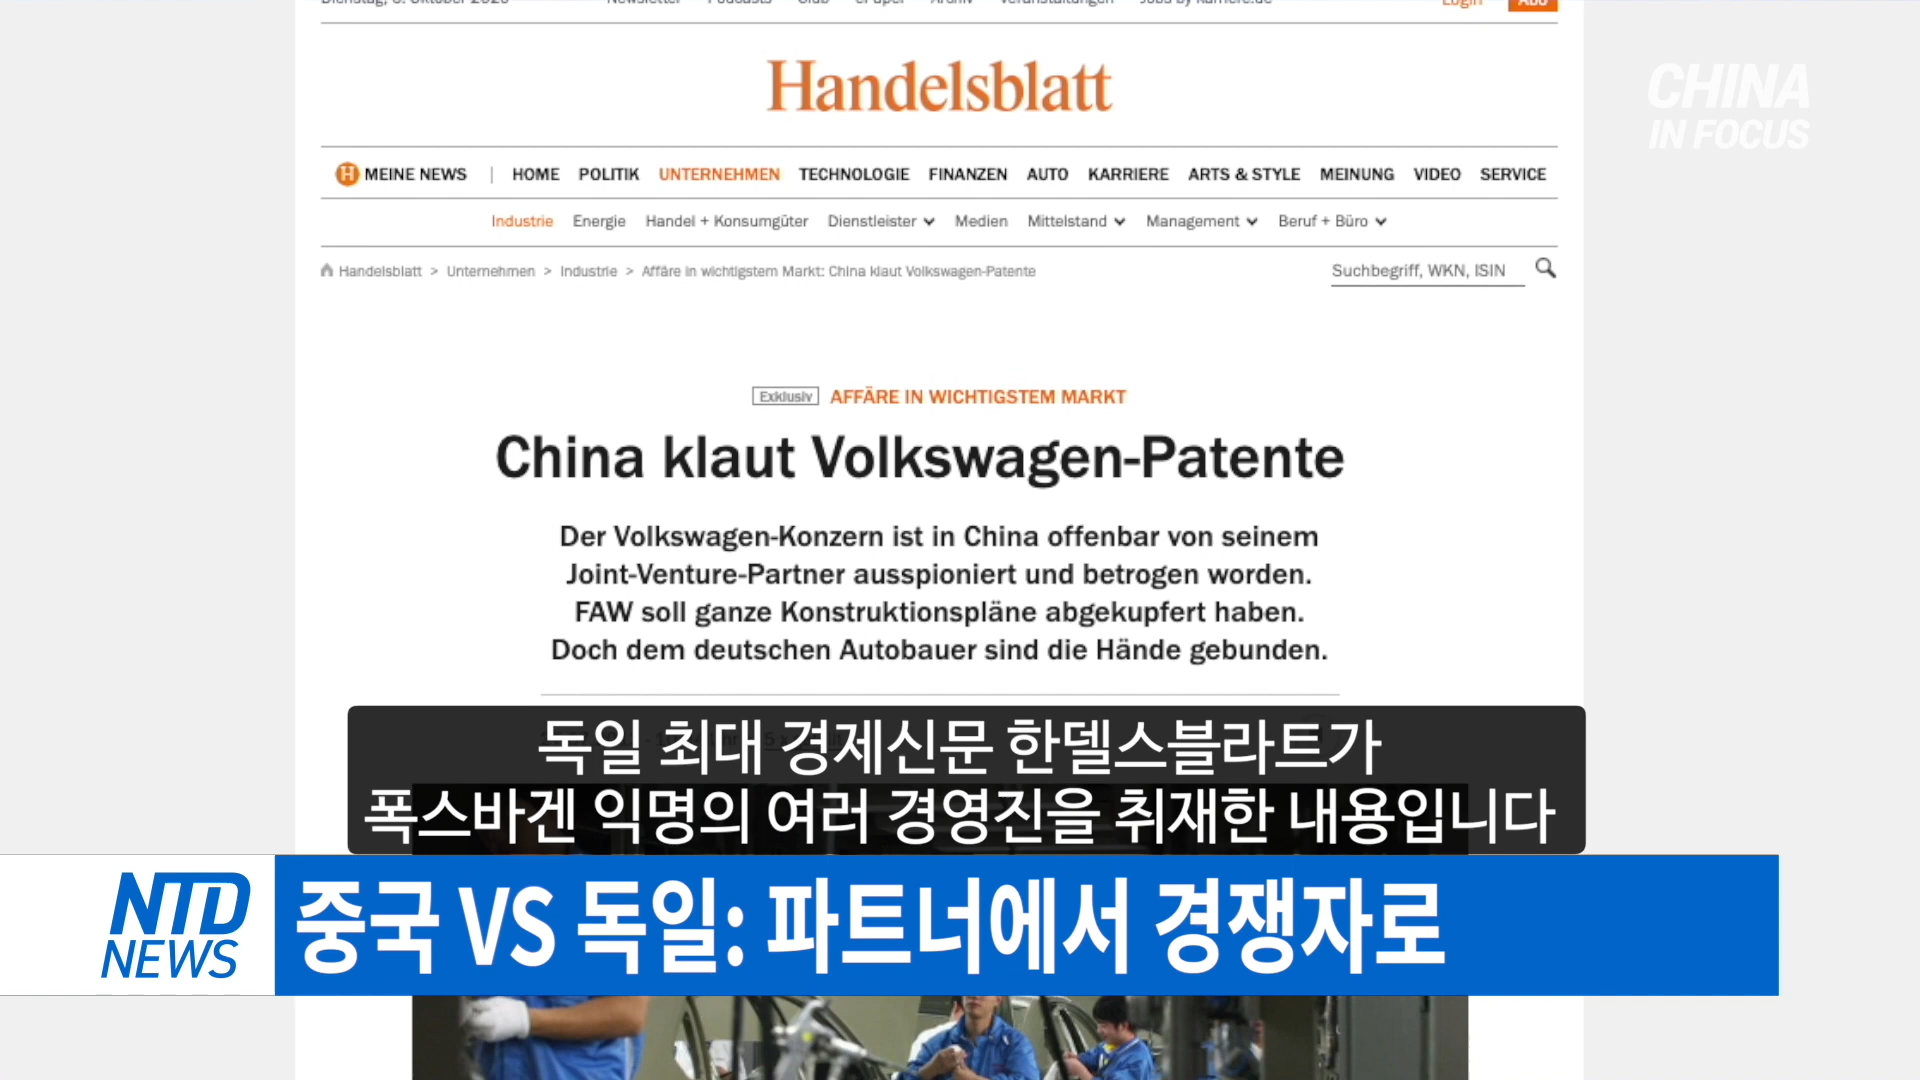 Handelsblatt
CHINA
IN FOCUS
MEINE NEWS | HOME POLITIK UNTERNEHMEN TECHNOLOGIE FINANZEN AUTO KARRIERE ARTS & STYLE MEINUNG VIDEO SERVICE
Industrie Energie Handel + Konsumgüter Dienstleister Medien Mittelstand Management Beruf + Büro
Handelsblatt > Unternehmen > Industrie > Affäre in wichtigstem Markt: China klaut Volkswagen-Patente
Suchbegriff, WKN, ISIN
Exklusiv AFFÄRE IN WICHTIGSTEM MARKT
China klaut Volkswagen-Patente
Der Volkswagen-Konzern ist in China offenbar von seinem
Joint-Venture-Partner ausspioniert und betrogen worden.
FAW soll ganze Konstruktionspläne abgekupfert haben.
Doch dem deutschen Autobauer sind die Hände gebunden.
독일 최대 경제신문 한델스블라트가
폭스바겐 익명의 여러 경영진을 취재한 내용입니다
NTD
NEWS
중국 VS 독일: 파트너에서 경쟁자로